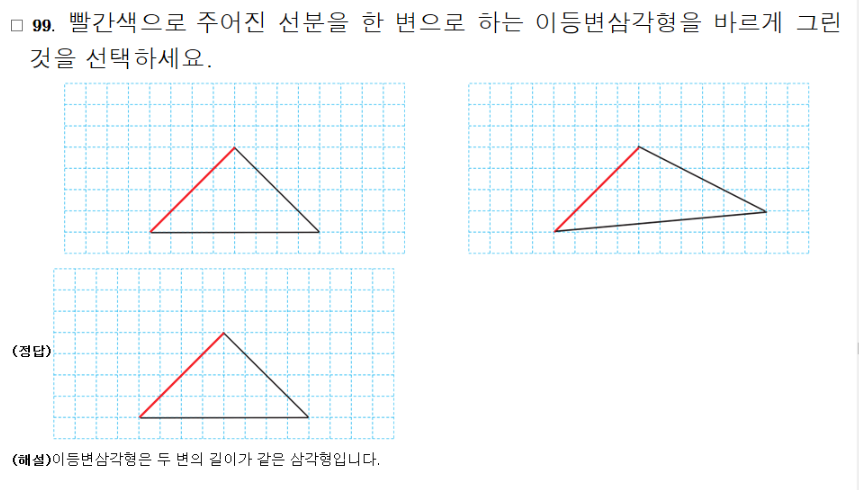 □ 99. 빨간색으로 주어진 선분을 한 변으로 하는 이등변삼각형을 바르게 그린
것을 선택하세요.
(정답)
(해설)이등변삼각형은 두 변의 길이가 같은 삼각형입니다.